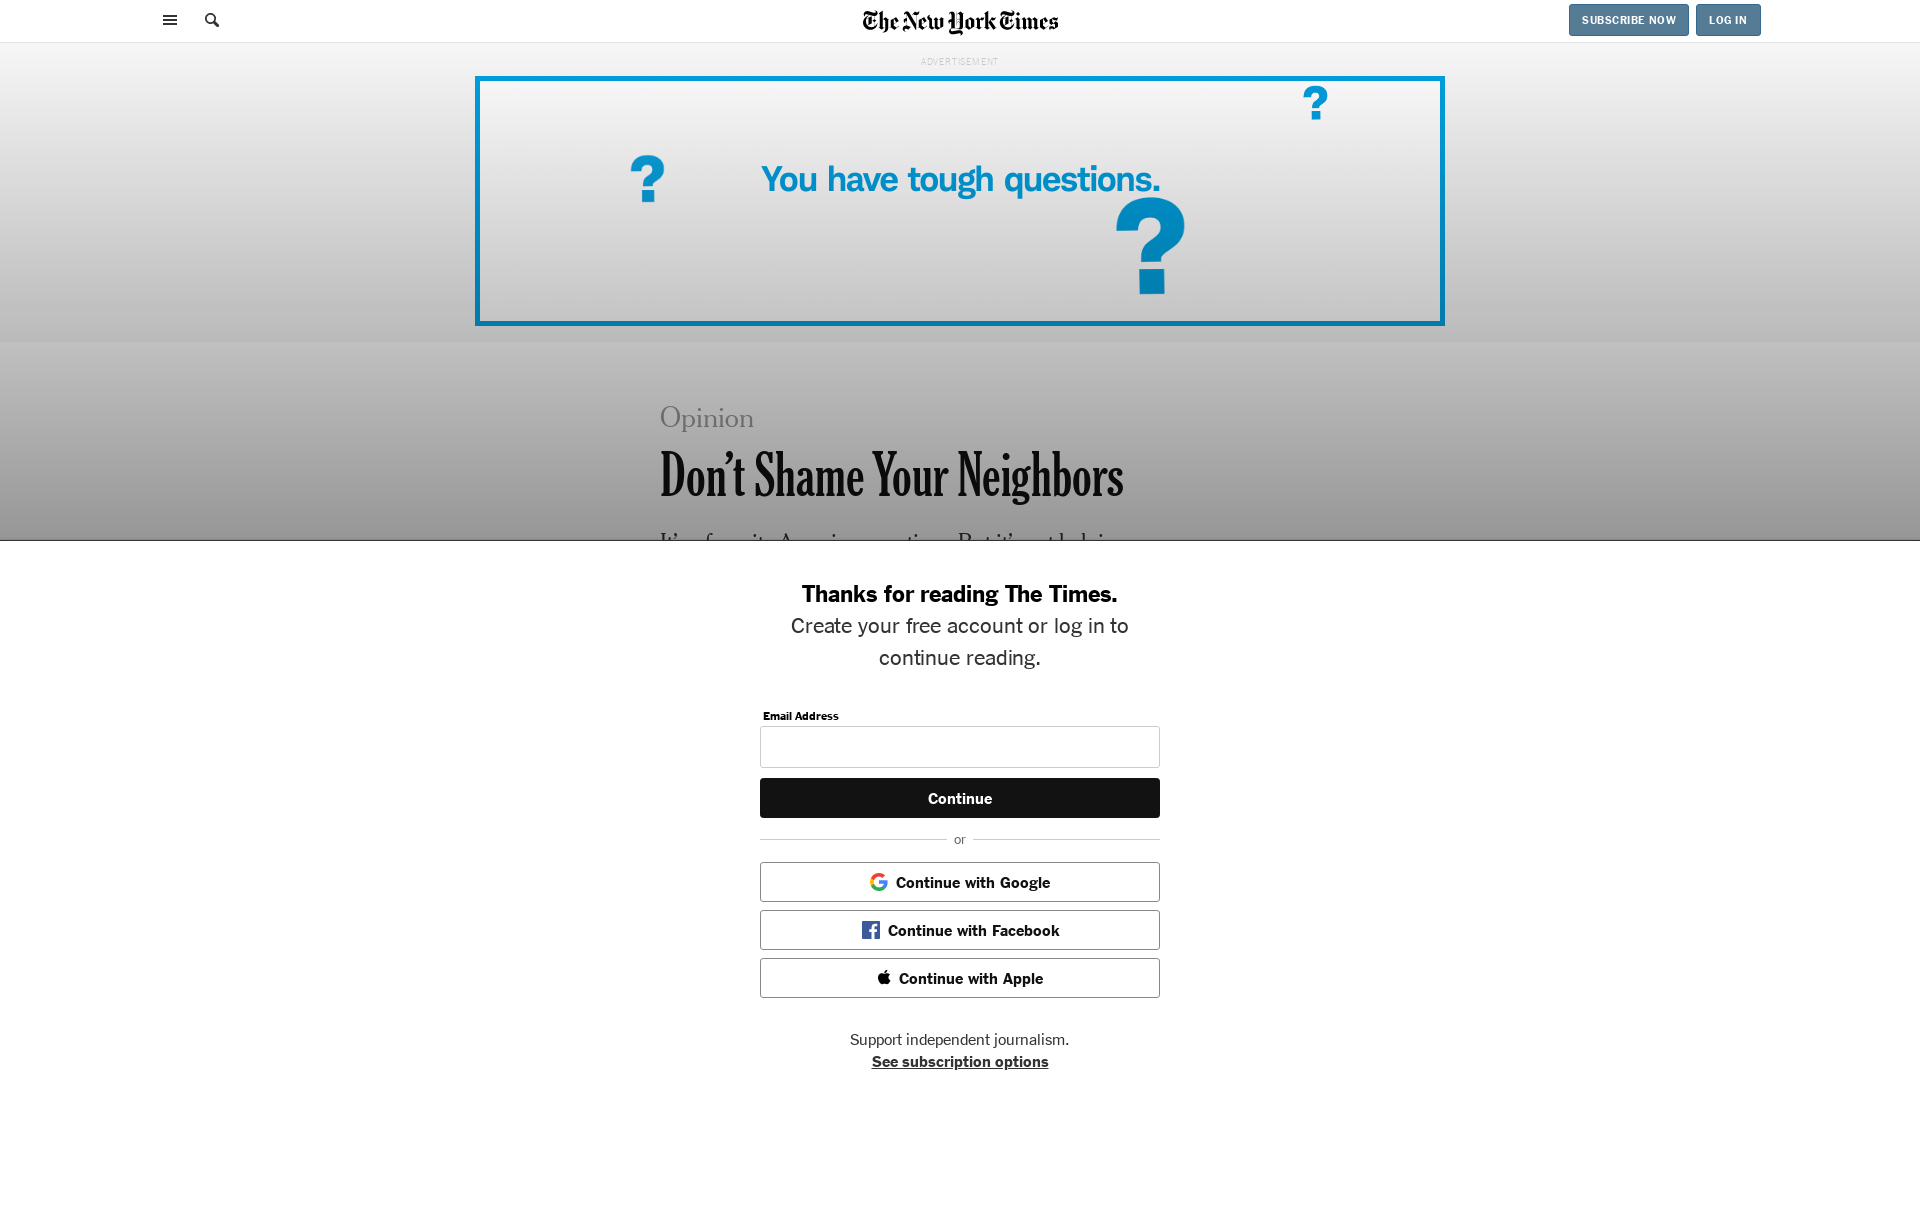 The New York Times
SUBSCRIBE NOW
LOG IN
ADVERTISEMENT
?
?
You have tough questions.
?
Opinion
Don’t Shame Your Neighbors
Thanks for reading The Times.
Create your free account or log in to
continue reading.
Email Address
Continue
or
Continue with Google
Continue with Facebook
Continue with Apple
Support independent journalism.
See subscription options